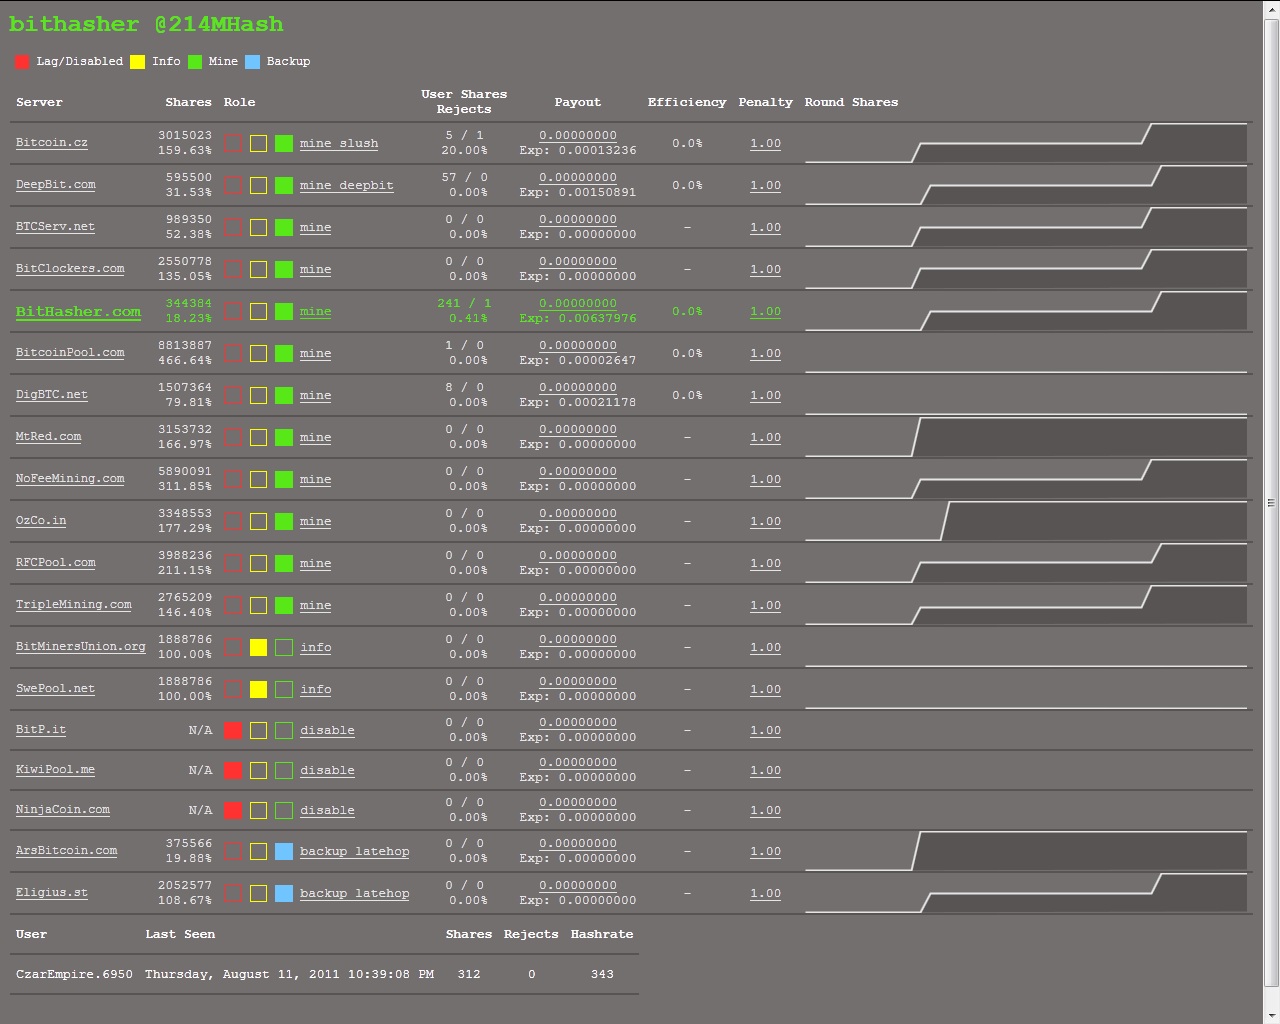 bithasher @214MHash
Lag/Disabled Info Mine Backup
Server Shares Role User Shares Rejects Payout Efficiency Penalty Round Shares
Bitcoin.cz 3015023 159.63% mine slush 5 / 1 20.00% 0.00000000 Exp: 0.00013236 0.0% 1.00
DeepBit.com 595500 31.53% mine deepbit 57 / 0 0.00% 0.00000000 Exp: 0.00150891 0.0% 1.00
BTCServ.net 989350 52.38% mine 0 / 0 0.00% 0.00000000 Exp: 0.00000000 - 1.00
BitClockers.com 2550778 135.05% mine 0 / 0 0.00% 0.00000000 Exp: 0.00000000 - 1.00
BitHasher.com 344384 18.23% mine 241 / 1 0.41% 0.00000000 Exp: 0.00637976 0.0% 1.00
BitcoinPool.com 8813887 466.64% mine 1 / 0 0.00% 0.00000000 Exp: 0.00002647 0.0% 1.00
DigBTC.net 1507364 79.81% mine 8 / 0 0.00% 0.00000000 Exp: 0.00021178 0.0% 1.00
MtRed.com 3153732 166.97% mine 0 / 0 0.00% 0.00000000 Exp: 0.00000000 - 1.00
NoFeeMining.com 5890091 311.85% mine 0 / 0 0.00% 0.00000000 Exp: 0.00000000 - 1.00
OzCo.in 3348553 177.29% mine 0 / 0 0.00% 0.00000000 Exp: 0.00000000 - 1.00
RFCPool.com 3988236 211.15% mine 0 / 0 0.00% 0.00000000 Exp: 0.00000000 - 1.00
TripleMining.com 2765209 146.40% mine 0 / 0 0.00% 0.00000000 Exp: 0.00000000 - 1.00
BitMinersUnion.org 1888786 100.00% info 0 / 0 0.00% 0.00000000 Exp: 0.00000000 - 1.00
SwePool.net 1888786 100.00% info 0 / 0 0.00% 0.00000000 Exp: 0.00000000 - 1.00
BitP.it N/A disable 0 / 0 0.00% 0.00000000 Exp: 0.00000000 - 1.00
KiwiPool.me N/A disable 0 / 0 0.00% 0.00000000 Exp: 0.00000000 - 1.00
NinjaCoin.com N/A disable 0 / 0 0.00% 0.00000000 Exp: 0.00000000 - 1.00
ArsBitcoin.com 375566 19.88% backup latehop 0 / 0 0.00% 0.00000000 Exp: 0.00000000 - 1.00
Eligius.st 2052577 108.67% backup latehop 0 / 0 0.00% 0.00000000 Exp: 0.00000000 - 1.00
User Last Seen Shares Rejects Hashrate
CzarEmpire.6950 Thursday, August 11, 2011 10:39:08 PM 312 0 343